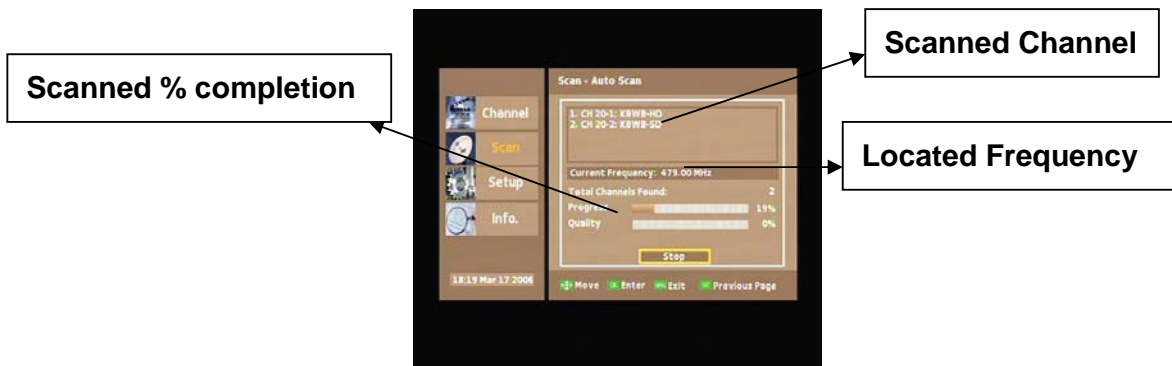 Scanned Channel
Scanned % completion
Located Frequency
Scan - Auto Scan
Channel
Scan
Setup
Info.
18:19 Mar 17 2006
1. CH 20-1: KBWB-HD
2. CH 20-2: KBWB-SD
Current Frequency: 479.00 MHz
Total Channels Found: 2
Progress 19%
Quality 0%
Stop
Move Enter Exit Previous Page